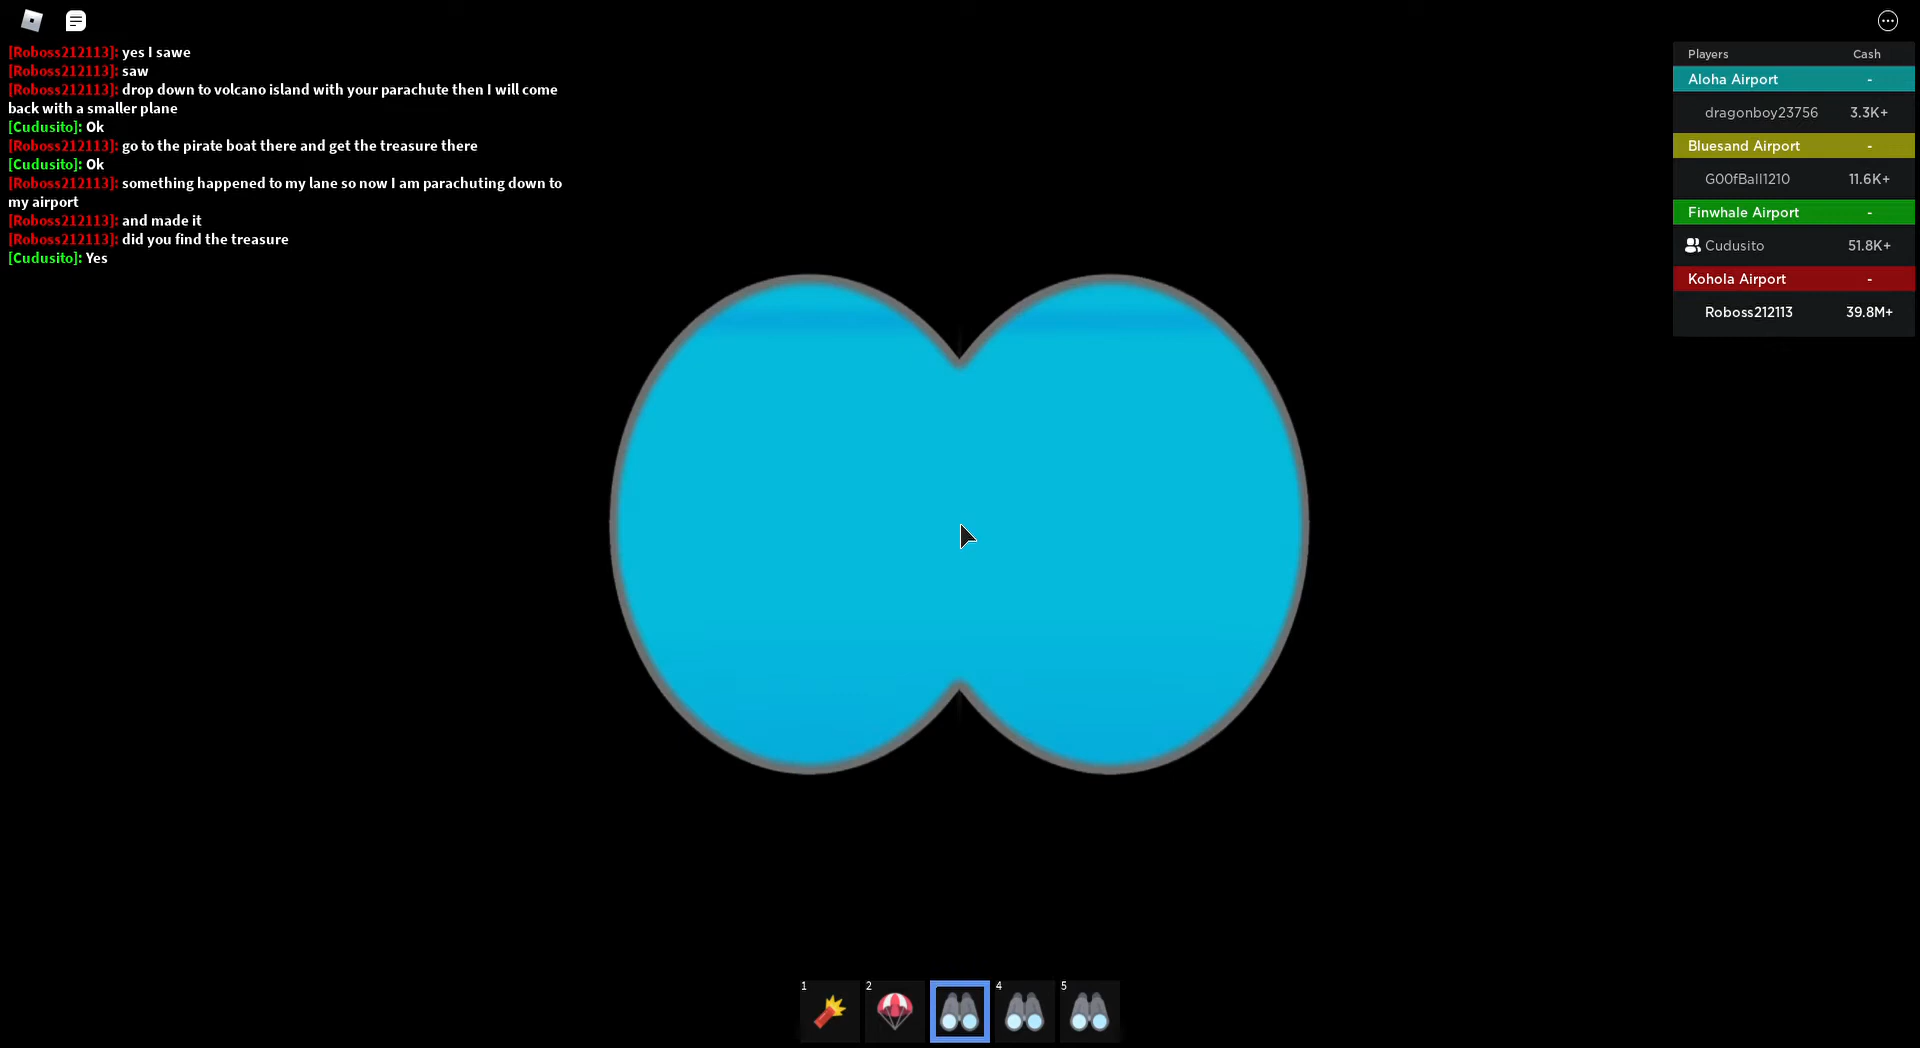 [Roboss212113]: yes I sawe
[Roboss212113]: saw
[Roboss212113]: drop down to volcano island with your parachute then I will come
back with a smaller plane
[Cudusito]: Ok
[Roboss212113]: go to the pirate boat there and get the treasure there
[Cudusito]: Ok
[Roboss212113]: something happened to my lane so now I am parachuting down to
my airport
[Roboss212113]: and made it
[Roboss212113]: did you find the treasure
[Cudusito]: Yes
Players Cash
Aloha Airport -
dragonboy23756 3.3K+
Bluesand Airport -
G00fBall1210 11.6K+
Finwhale Airport -
Cudusito 51.8K+
Kohola Airport -
Roboss212113 39.8M+
1 2 4 5